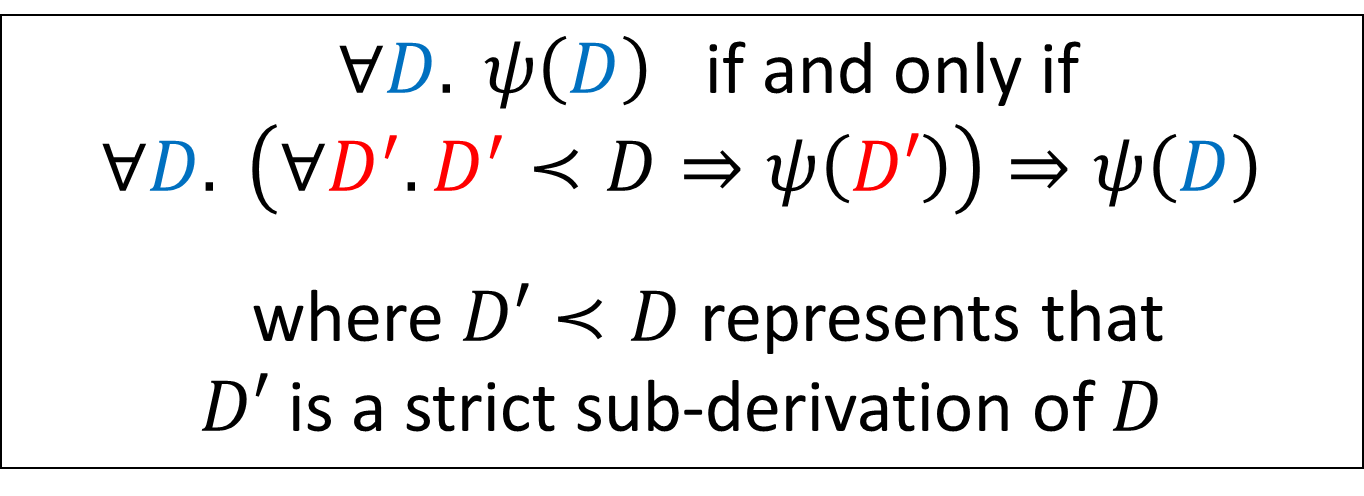 ∀D. ψ(D) if and only if
∀D. (∀D′. D′ ≺ D ⇒ ψ(D′)) ⇒ ψ(D)
where D′ ≺ D represents that
D′ is a strict sub-derivation of D